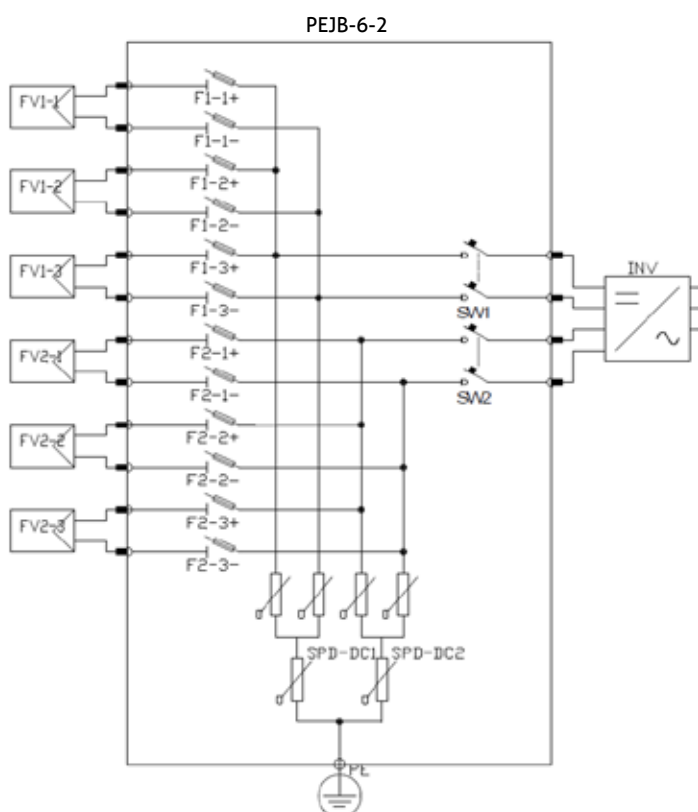 PEJB-6-2
FV1-1
F1-1+
F1-1-
FV1-2
F1-2+
F1-2-
FV1-3
F1-3+
INV
F1-3-
SW1
FV2-1
F2-1+
F2-1-
SW2
FV2-2
F2-2+
F2-2-
FV2-3
F2-3+
F2-3-
SPD-DC1 SPD-DC2
PE